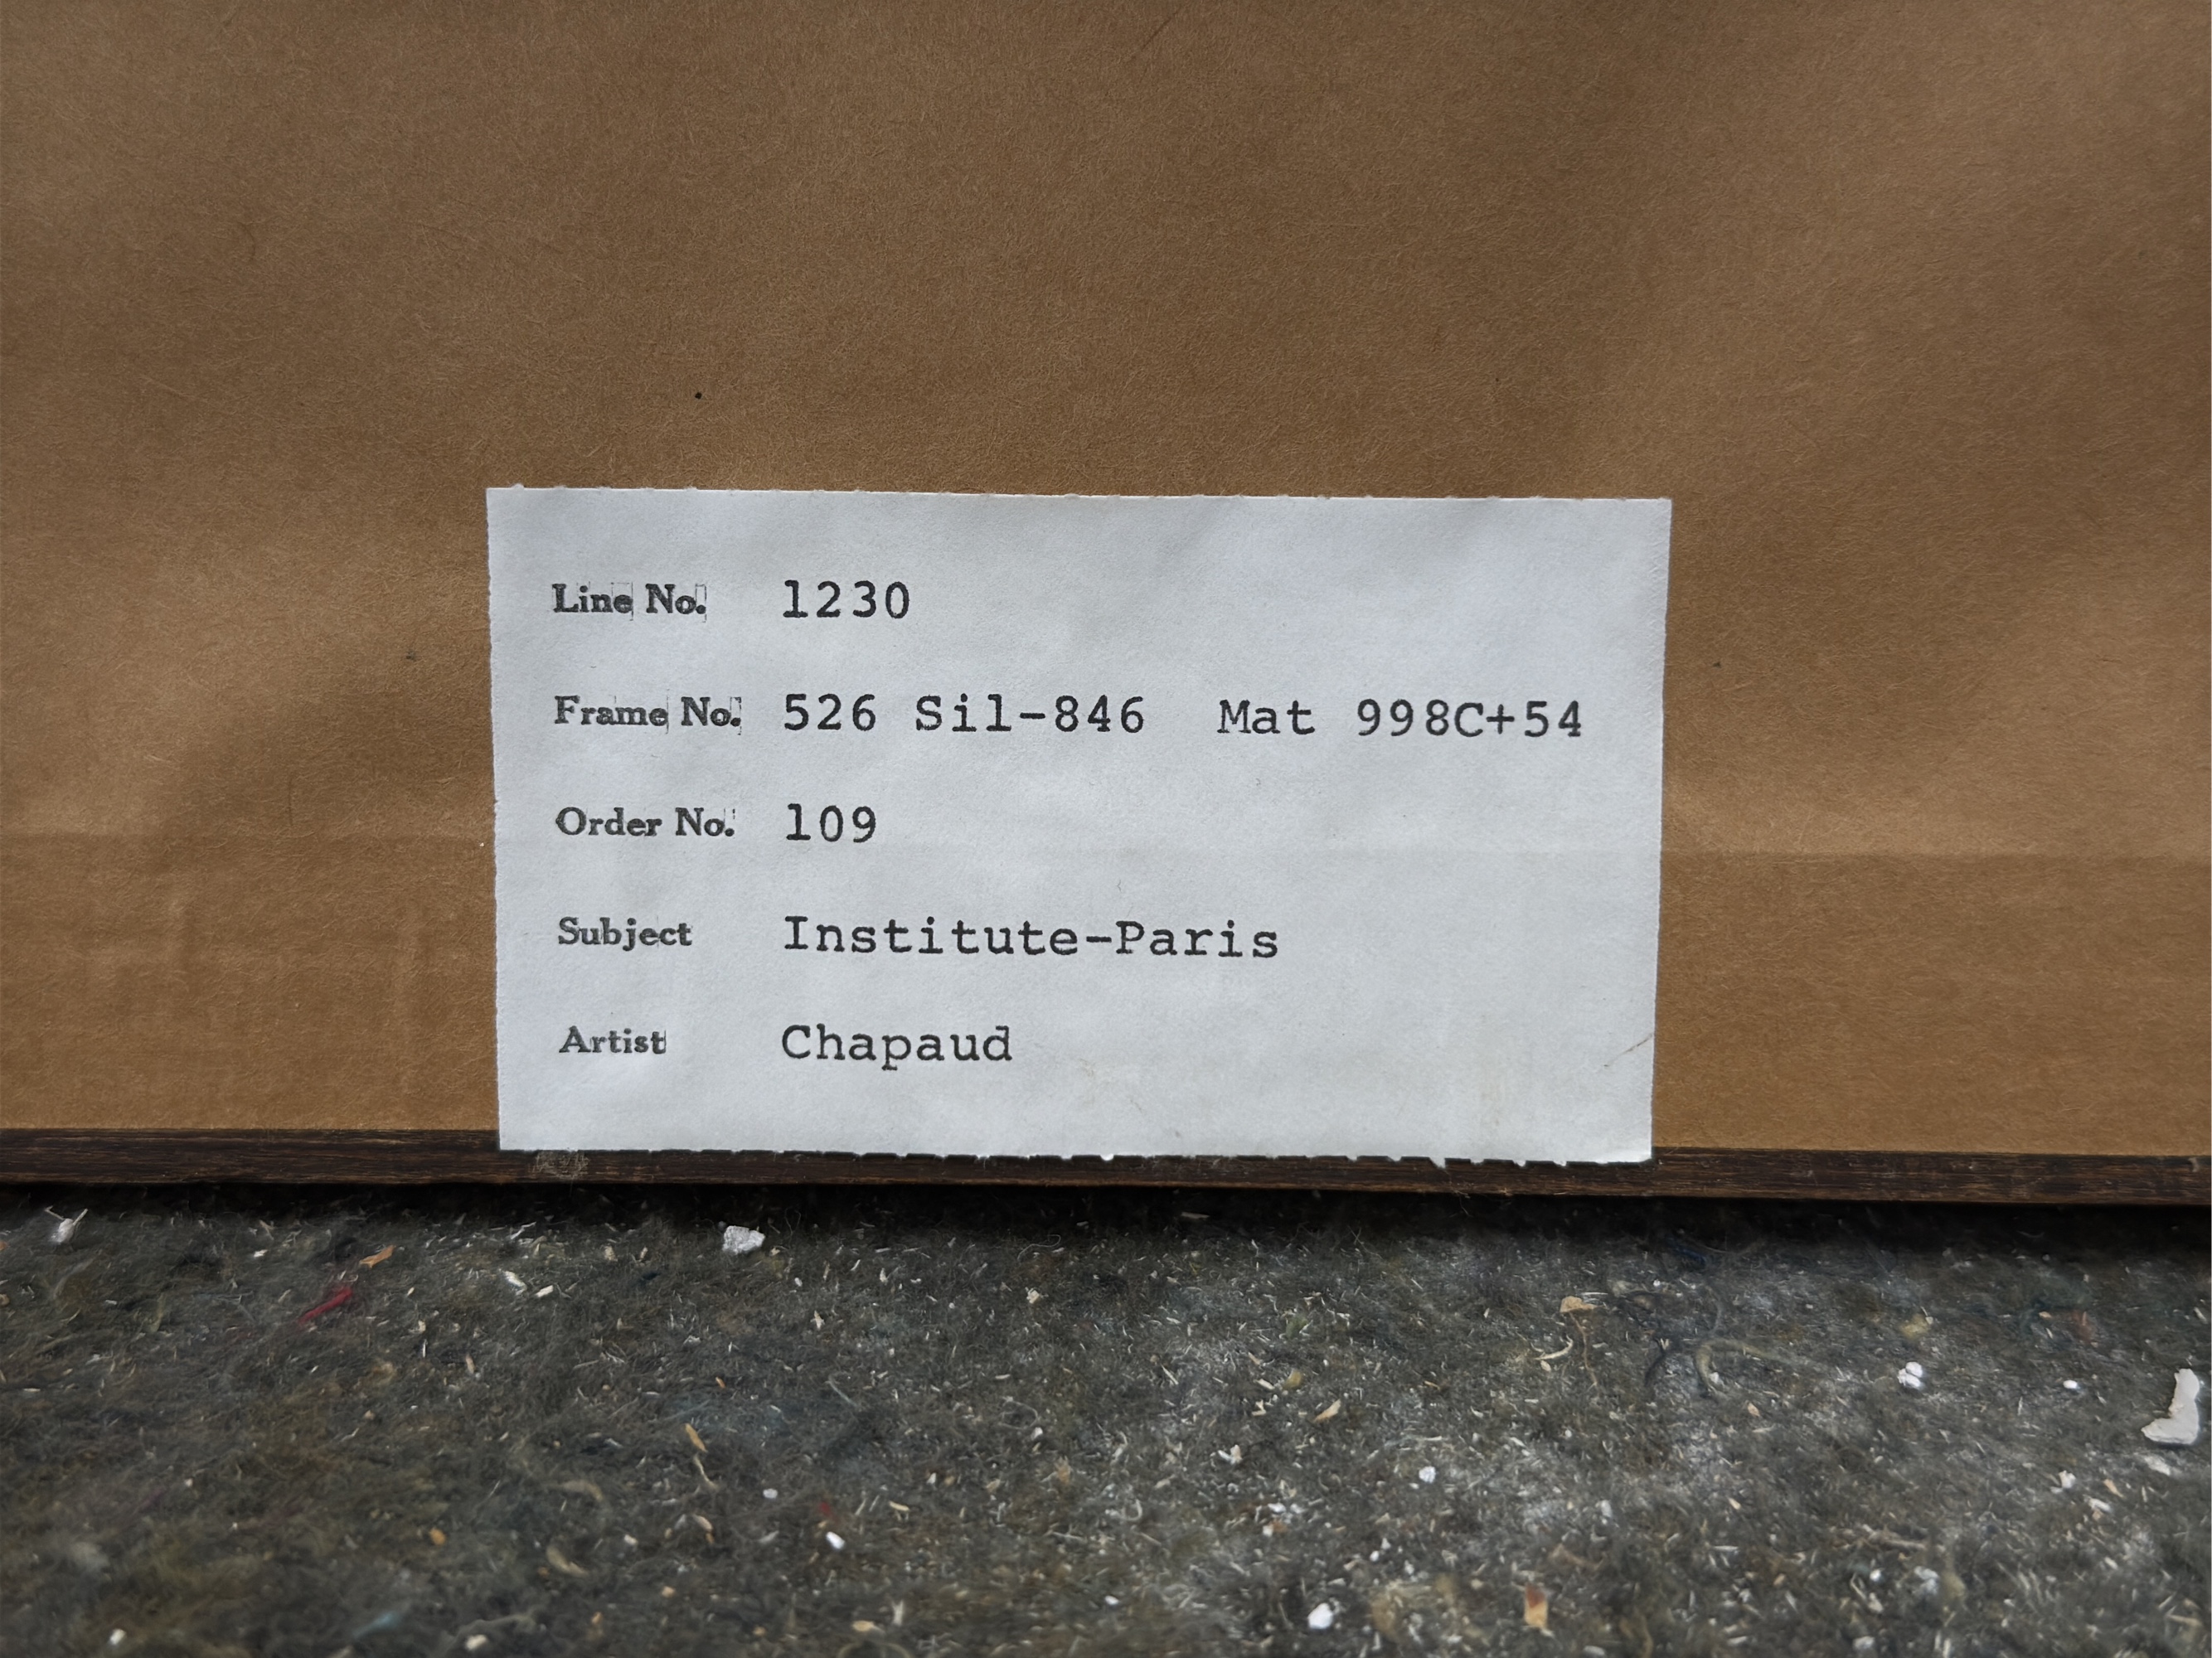 Line No. 1230
Frame No. 526 Sil-846 Mat 998C+54
Order No. 109
Subject Institute-Paris
Artist Chapaud